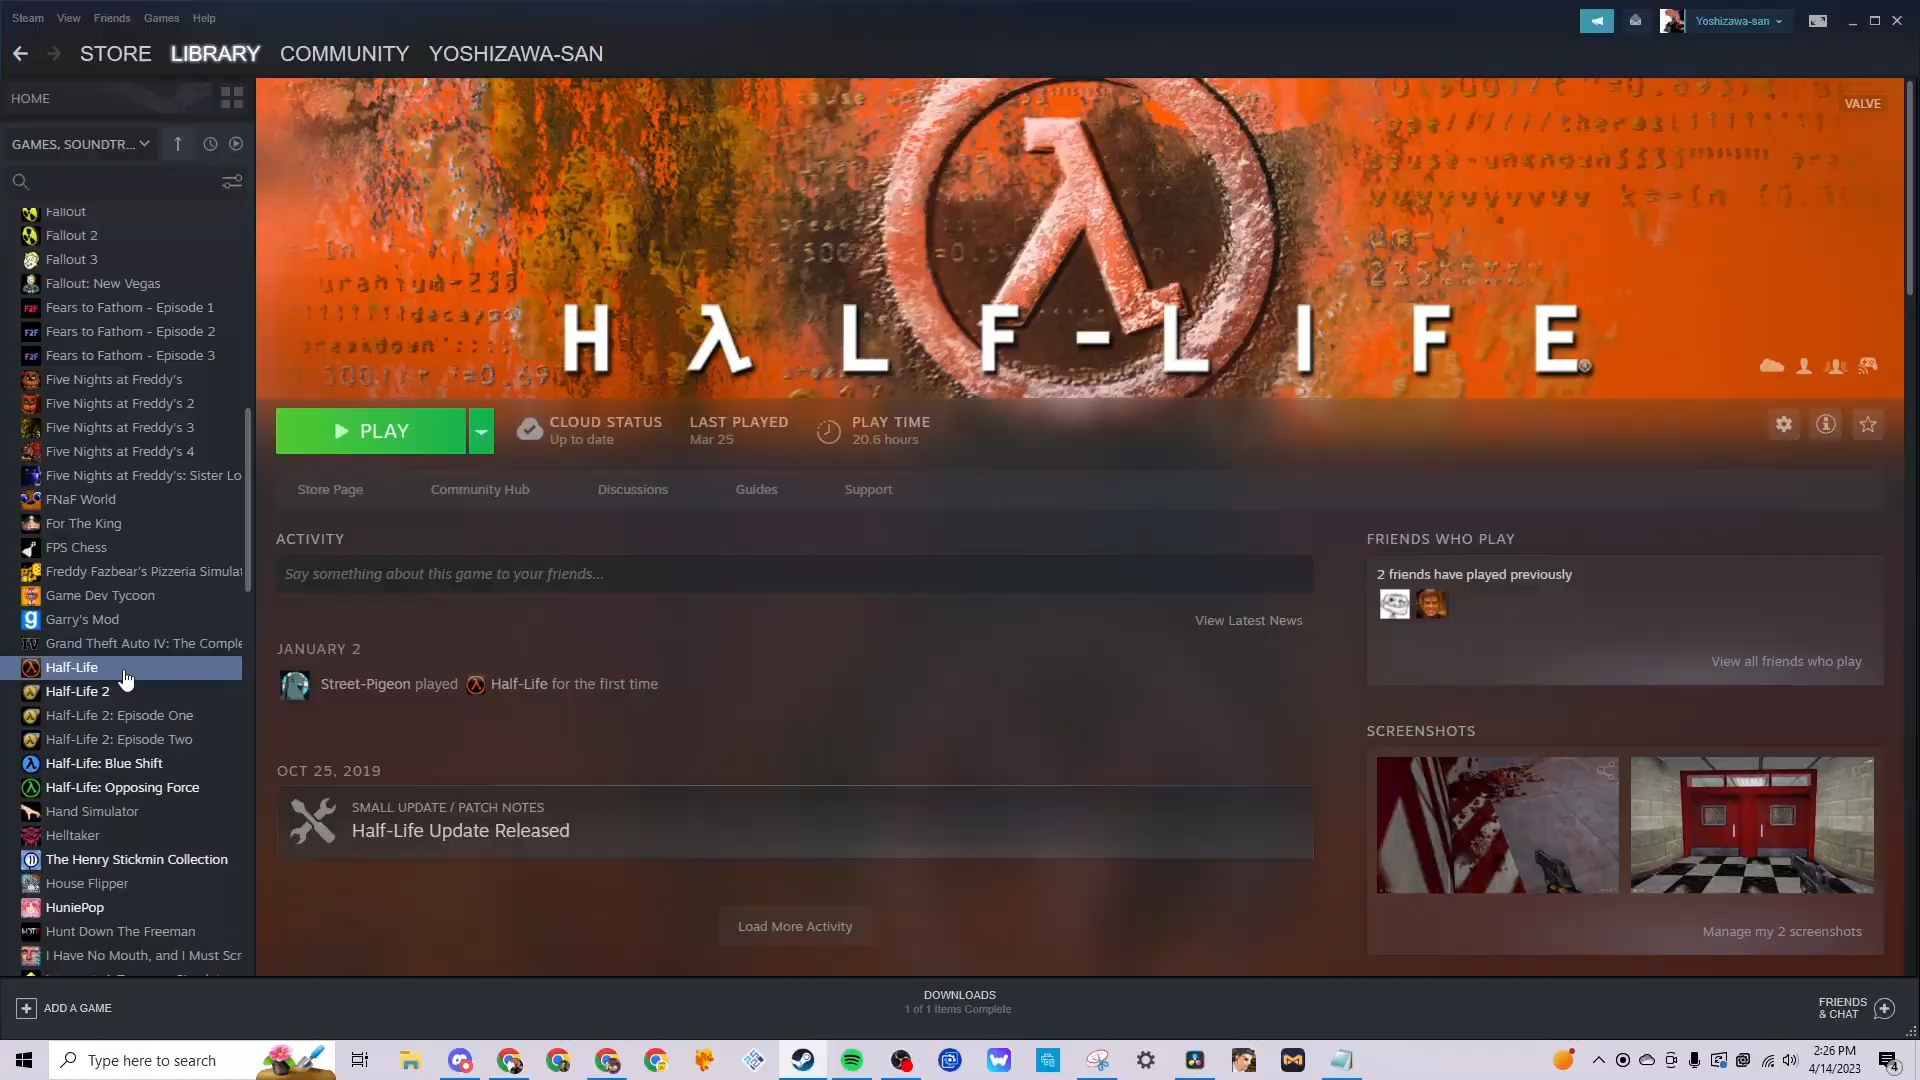 Steam View Friends Games Help
Yoshizawa-san
STORE LIBRARY COMMUNITY YOSHIZAWA-SAN
HOME
GAMES, SOUNDTR...
Fallout
Fallout 2
Fallout 3
Fallout: New Vegas
Fears to Fathom - Episode 1
Fears to Fathom - Episode 2
Fears to Fathom - Episode 3
Five Nights at Freddy's
Five Nights at Freddy's 2
Five Nights at Freddy's 3
Five Nights at Freddy's 4
Five Nights at Freddy's: Sister Lo
FNaF World
For The King
FPS Chess
Freddy Fazbear's Pizzeria Simulat
Game Dev Tycoon
Garry's Mod
Grand Theft Auto IV: The Comple
Half-Life
Half-Life 2
Half-Life 2: Episode One
Half-Life 2: Episode Two
Half-Life: Blue Shift
Half-Life: Opposing Force
Hand Simulator
Helltaker
The Henry Stickmin Collection
House Flipper
HuniePop
Hunt Down The Freeman
I Have No Mouth, and I Must Scr
ADD A GAME
VALVE
HλLF-LIFE®
PLAY
CLOUD STATUS
Up to date
LAST PLAYED
Mar 25
PLAY TIME
20.6 hours
Store Page Community Hub Discussions Guides Support
ACTIVITY
Say something about this game to your friends...
View Latest News
JANUARY 2
Street-Pigeon played Half-Life for the first time
OCT 25, 2019
SMALL UPDATE / PATCH NOTES
Half-Life Update Released
Load More Activity
FRIENDS WHO PLAY
2 friends have played previously
View all friends who play
SCREENSHOTS
Manage my 2 screenshots
DOWNLOADS
1 of 1 Items Complete
FRIENDS
& CHAT
Type here to search
2:26 PM
4/14/2023
4